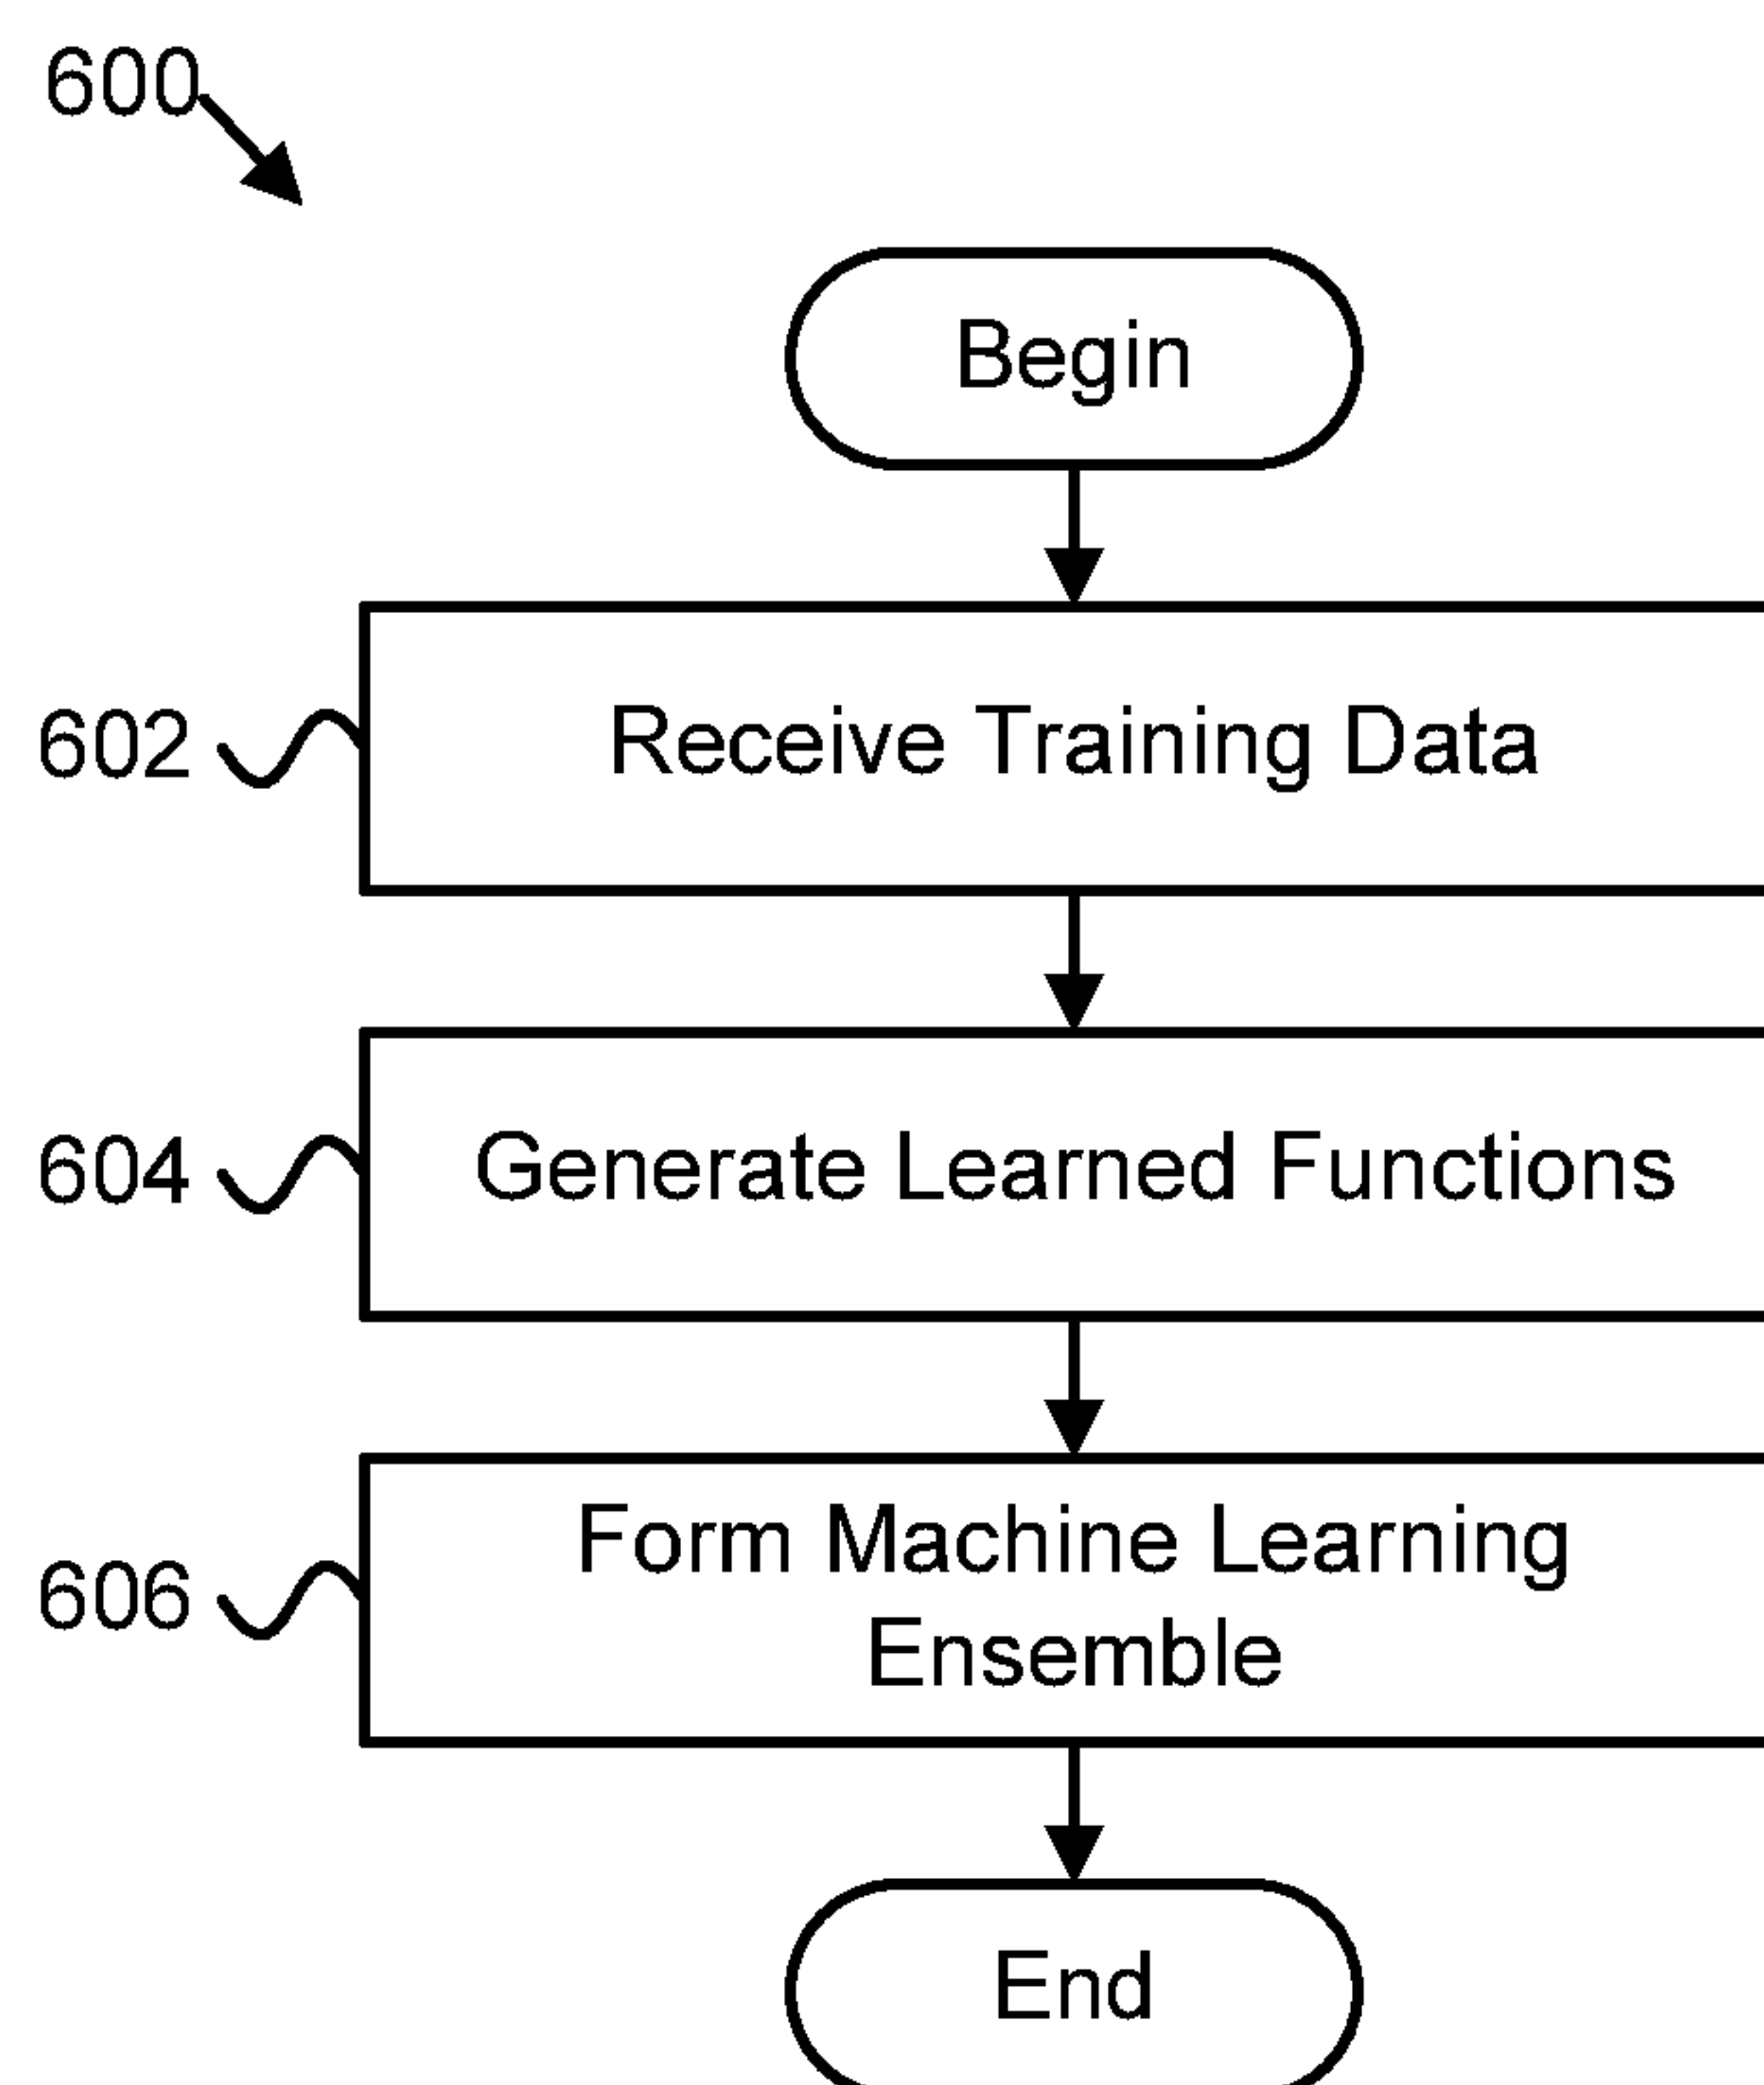 600
Begin
602
Receive Training Data
604
Generate Learned Functions
606
Form Machine Learning
Ensemble
End